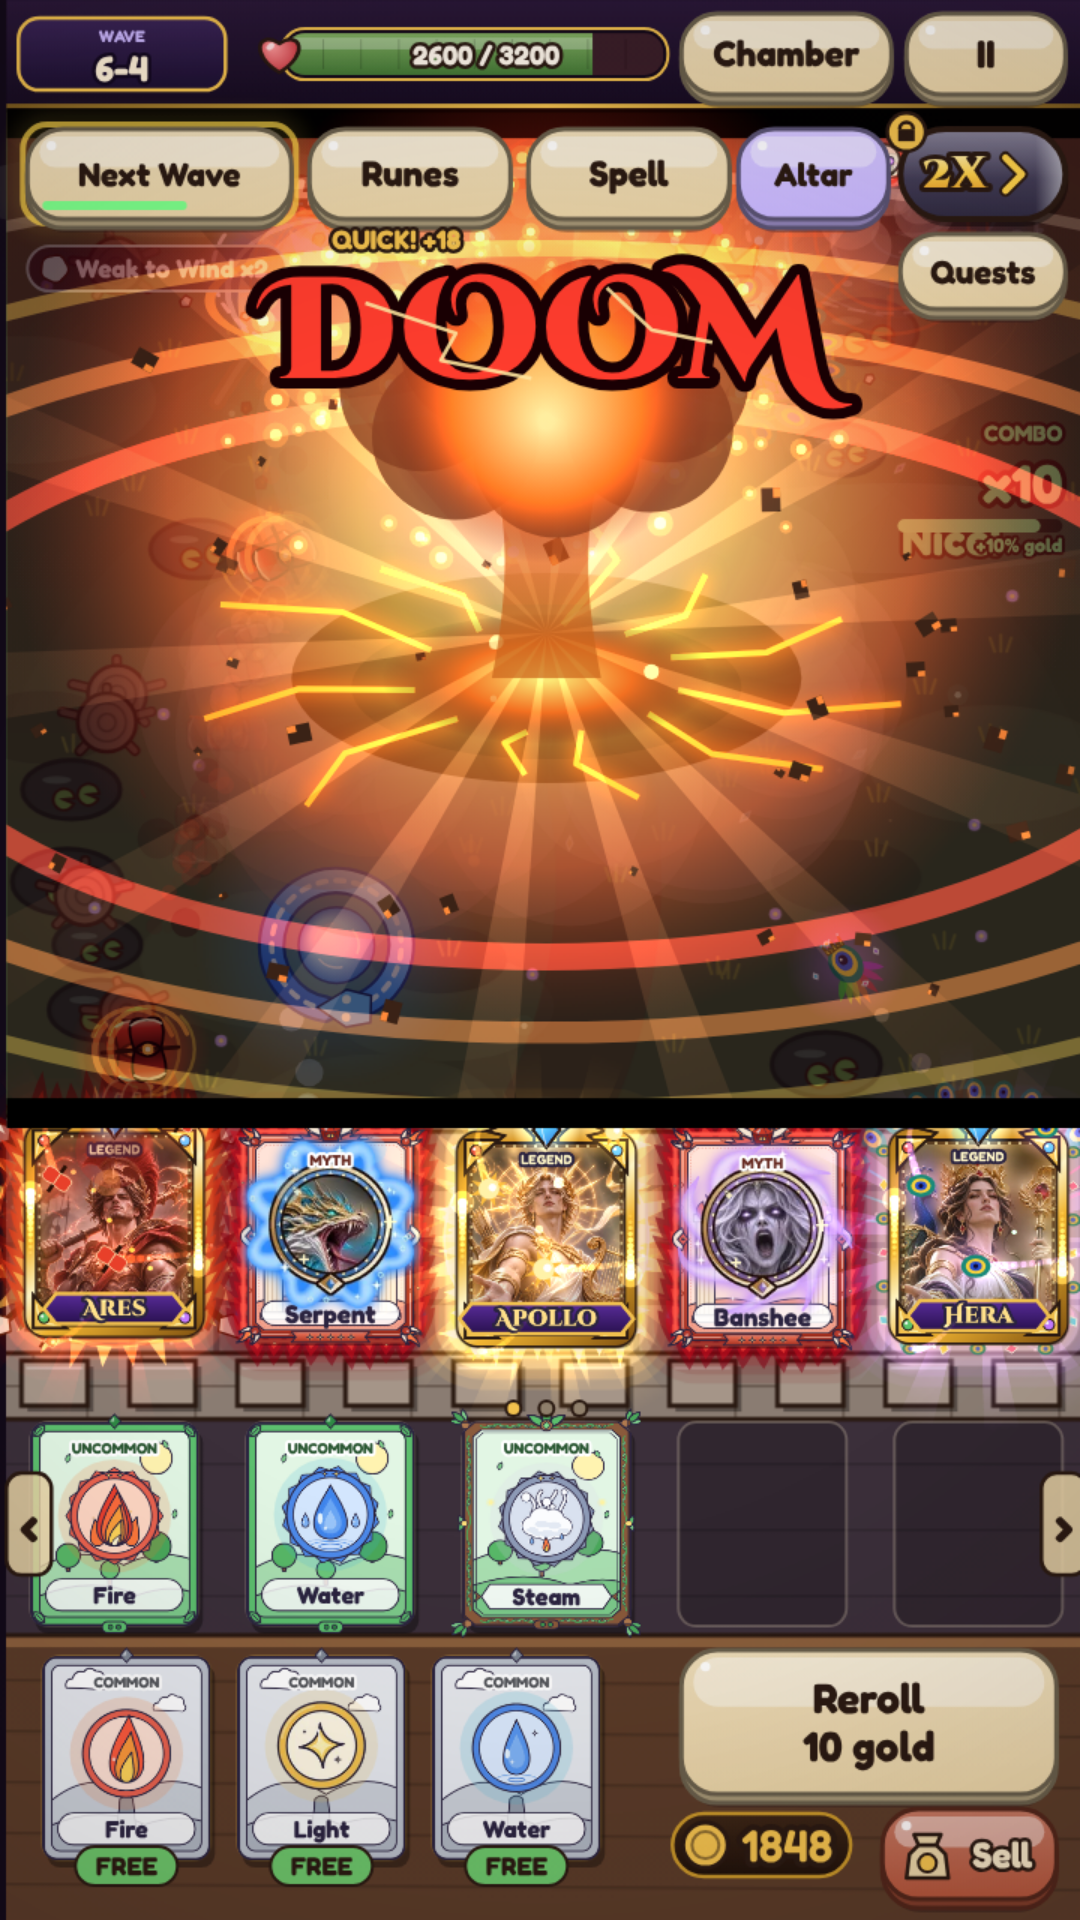 WAVE
6-4
2600 / 3200
Chamber
Next Wave
Runes
Spell
Altar
2X
QUICK! +18
Weak to Wind x2
Quests
DOOM
COMBO
x10
+10% gold
LEGEND
ARES
MYTH
Serpent
LEGEND
APOLLO
MYTH
Banshee
LEGEND
HERA
UNCOMMON
Fire
UNCOMMON
Water
UNCOMMON
Steam
COMMON
Fire
FREE
COMMON
Light
FREE
COMMON
Water
FREE
Reroll
10 gold
1848
Sell